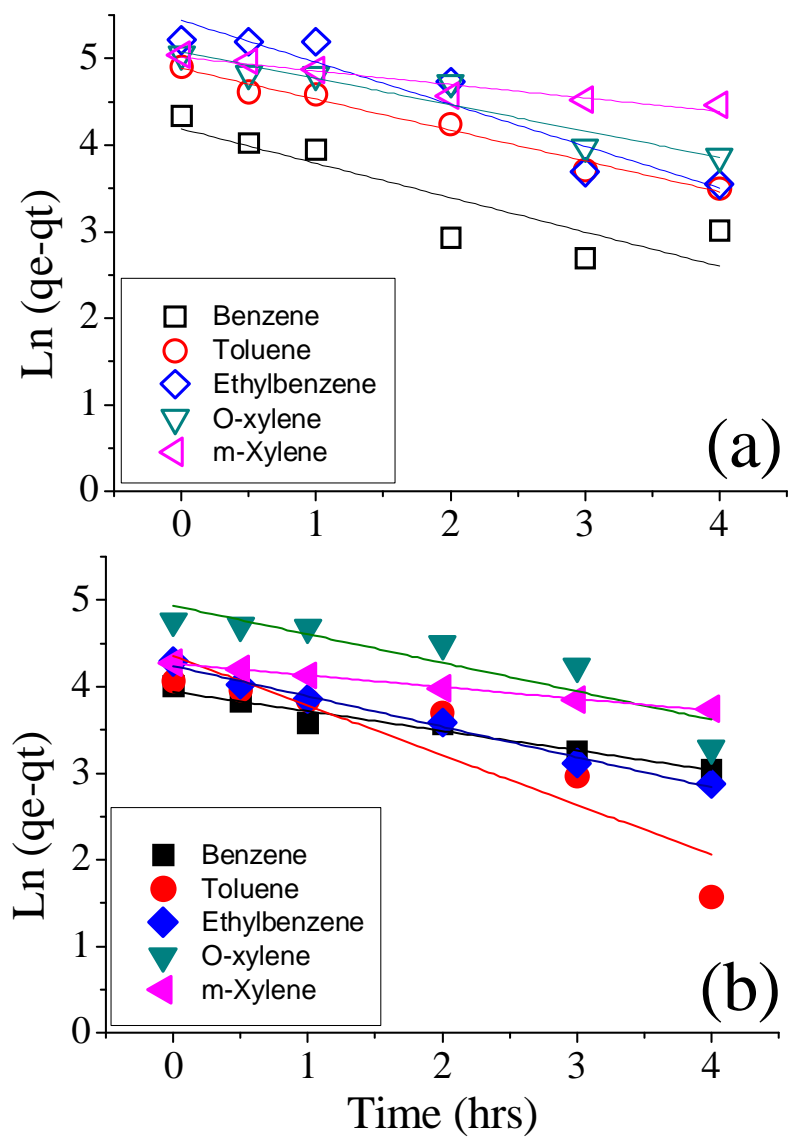 5
4
3
2
1
0
Ln (qe-qt)
Benzene
Toluene
Ethylbenzene
O-xylene
m-Xylene
(a)
0 1 2 3 4
5
4
3
2
1
0
Ln (qe-qt)
Benzene
Toluene
Ethylbenzene
O-xylene
m-Xylene
(b)
0 1 2 3 4
Time (hrs)